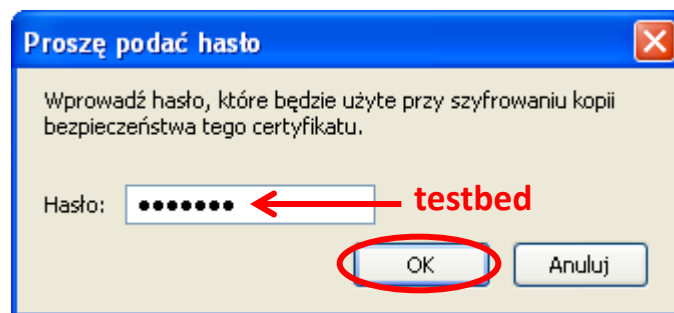 Proszę podać hasło
Wprowadź hasło, które będzie użyte przy szyfrowaniu kopii
bezpieczeństwa tego certyfikatu.
Hasło: ●●●●●●● testbed
OK Anuluj